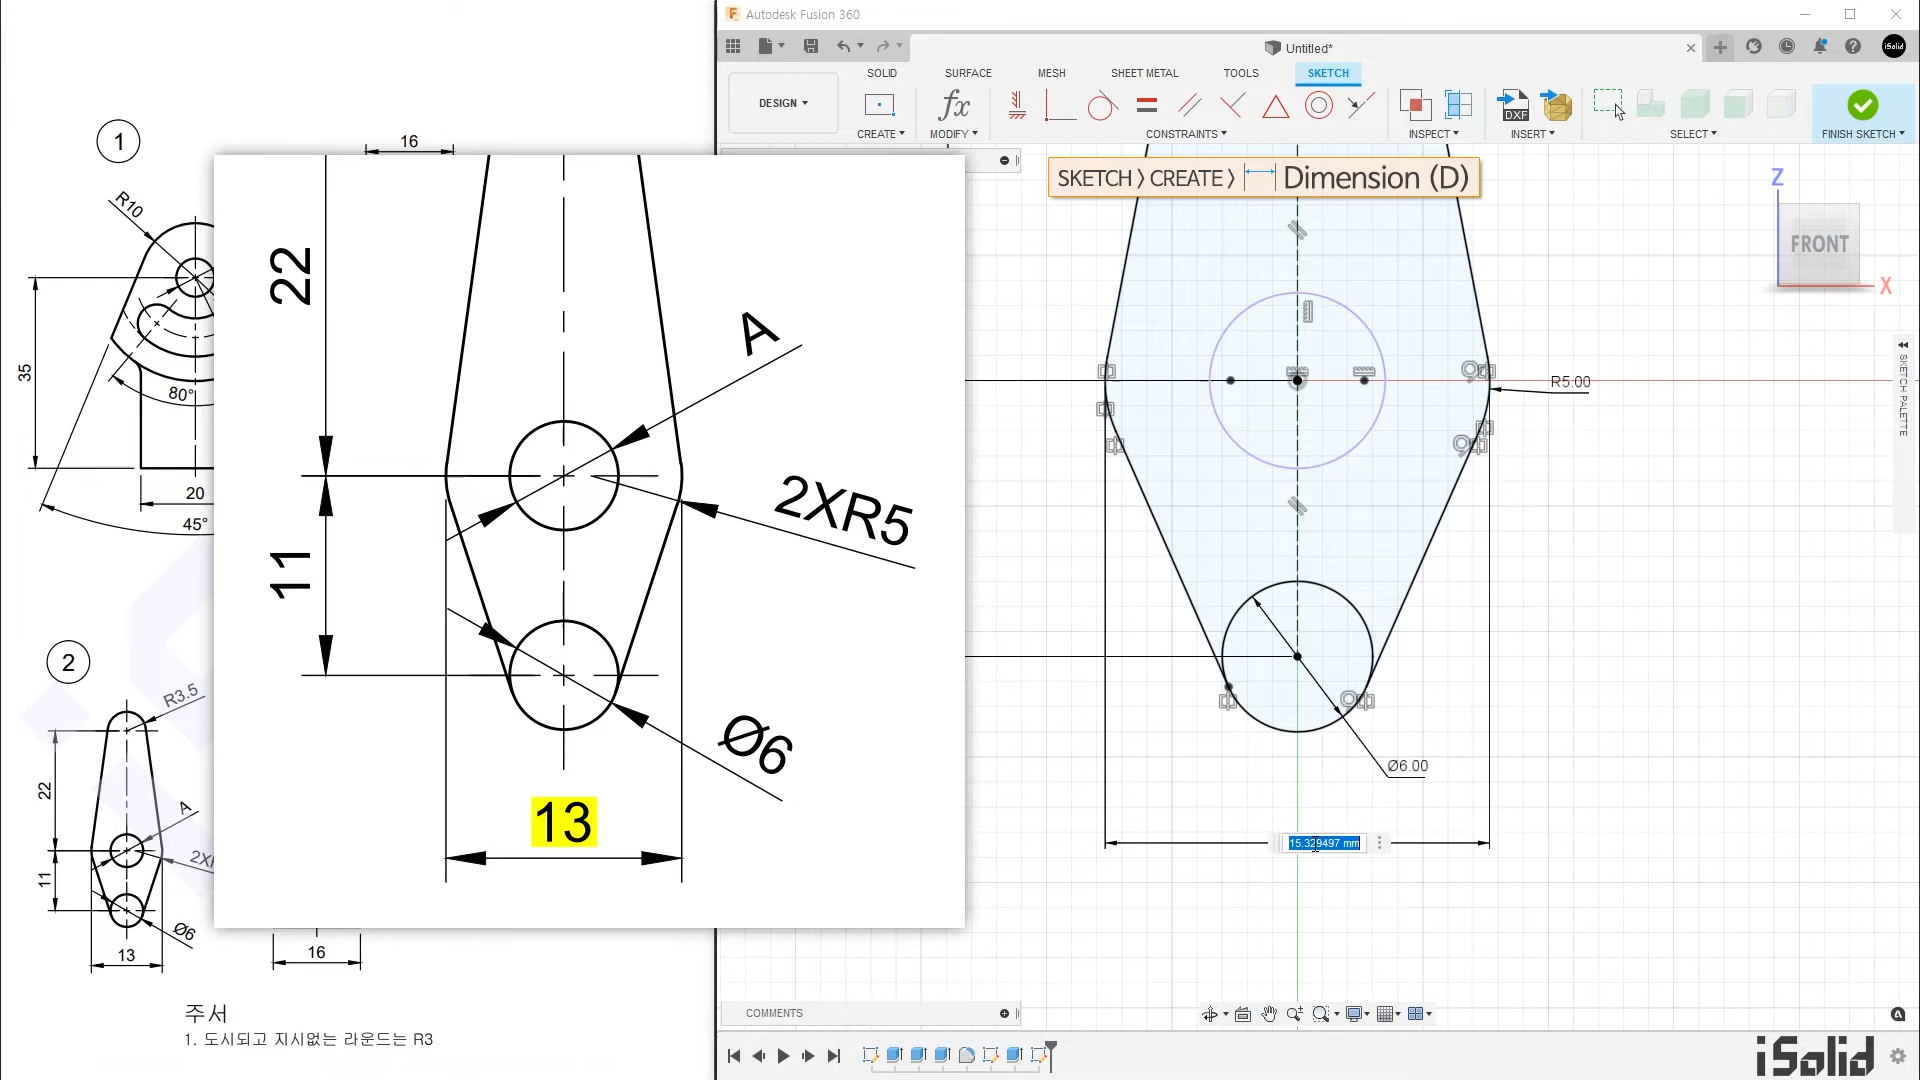 Autodesk Fusion 360
Untitled*
iSolid
DESIGN
SOLID
SURFACE
MESH
SHEET METAL
TOOLS
SKETCH
fx
DXF
CREATE
MODIFY
CONSTRAINTS
INSPECT
INSERT
SELECT
FINISH SKETCH
SKETCH 〉CREATE 〉 Dimension (D)
Z
FRONT
X
SKETCH PALETTE
R5.00
Ø6.00
15.329497 mm
COMMENTS
iSolid
1
16
R10
35
80°
20
45°
22
A
11
2XR5
Ø6
13
2
R3.5
22
A
11
Ø6
13
16
주서
1. 도시되고 지시없는 라운드는 R3